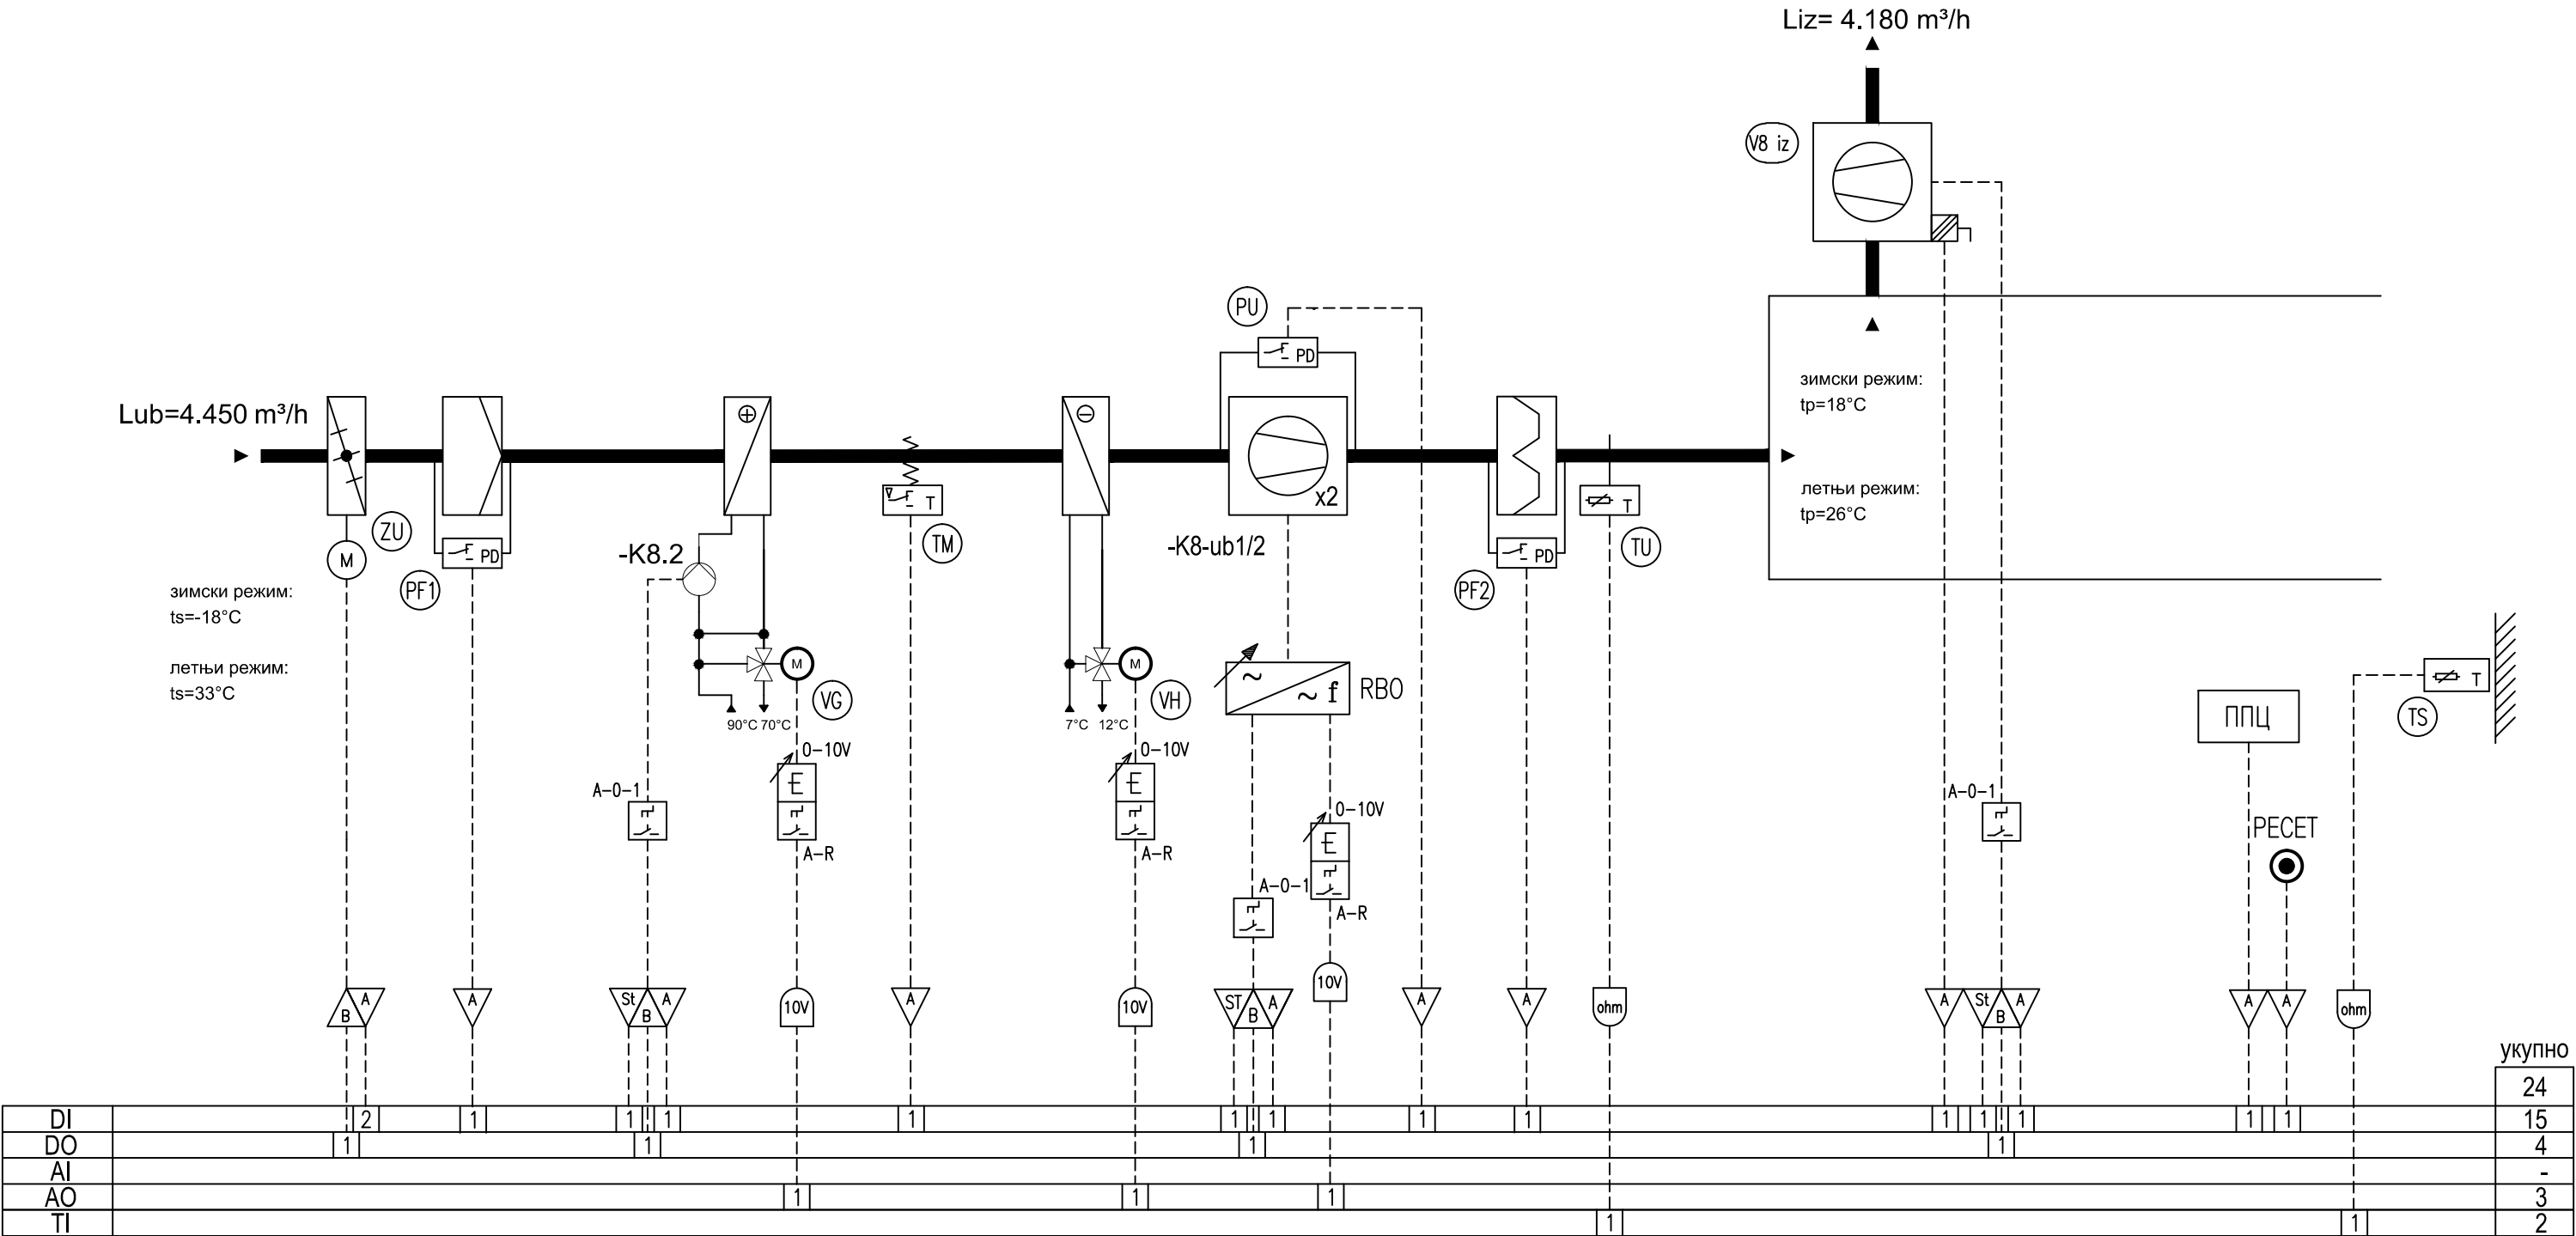 Liz= 4.180 m³/h
V8 iz
PU
PD
зимски режим:
tp=18°C
летњи режим:
tp=26°C
Lub=4.450 m³/h
x2
ZU
M
PF1
PD
-K8.2
T
TM
-K8-ub1/2
PF2
PD
T
TU
зимски режим:
ts=-18°C
летњи режим:
ts=33°C
M
VG
90°C 70°C
M
VH
7°C 12°C
~
~ f
RBO
T
TS
ППЦ
0-10V
E
A-R
0-10V
E
A-R
0-10V
E
A-R
A-0-1
A-0-1
A-0-1
РЕСЕТ
B A
A
St B A
10V
A
10V
ST B A
10V
A
A
ohm
A
St B A
A
A
ohm
укупно
24
DI 2 1 1 1 1 1 1 1 1 1 1 1 1 1 15
DO 1 1 1 1 4
AI -
AO 1 1 1 3
TI 1 1 2